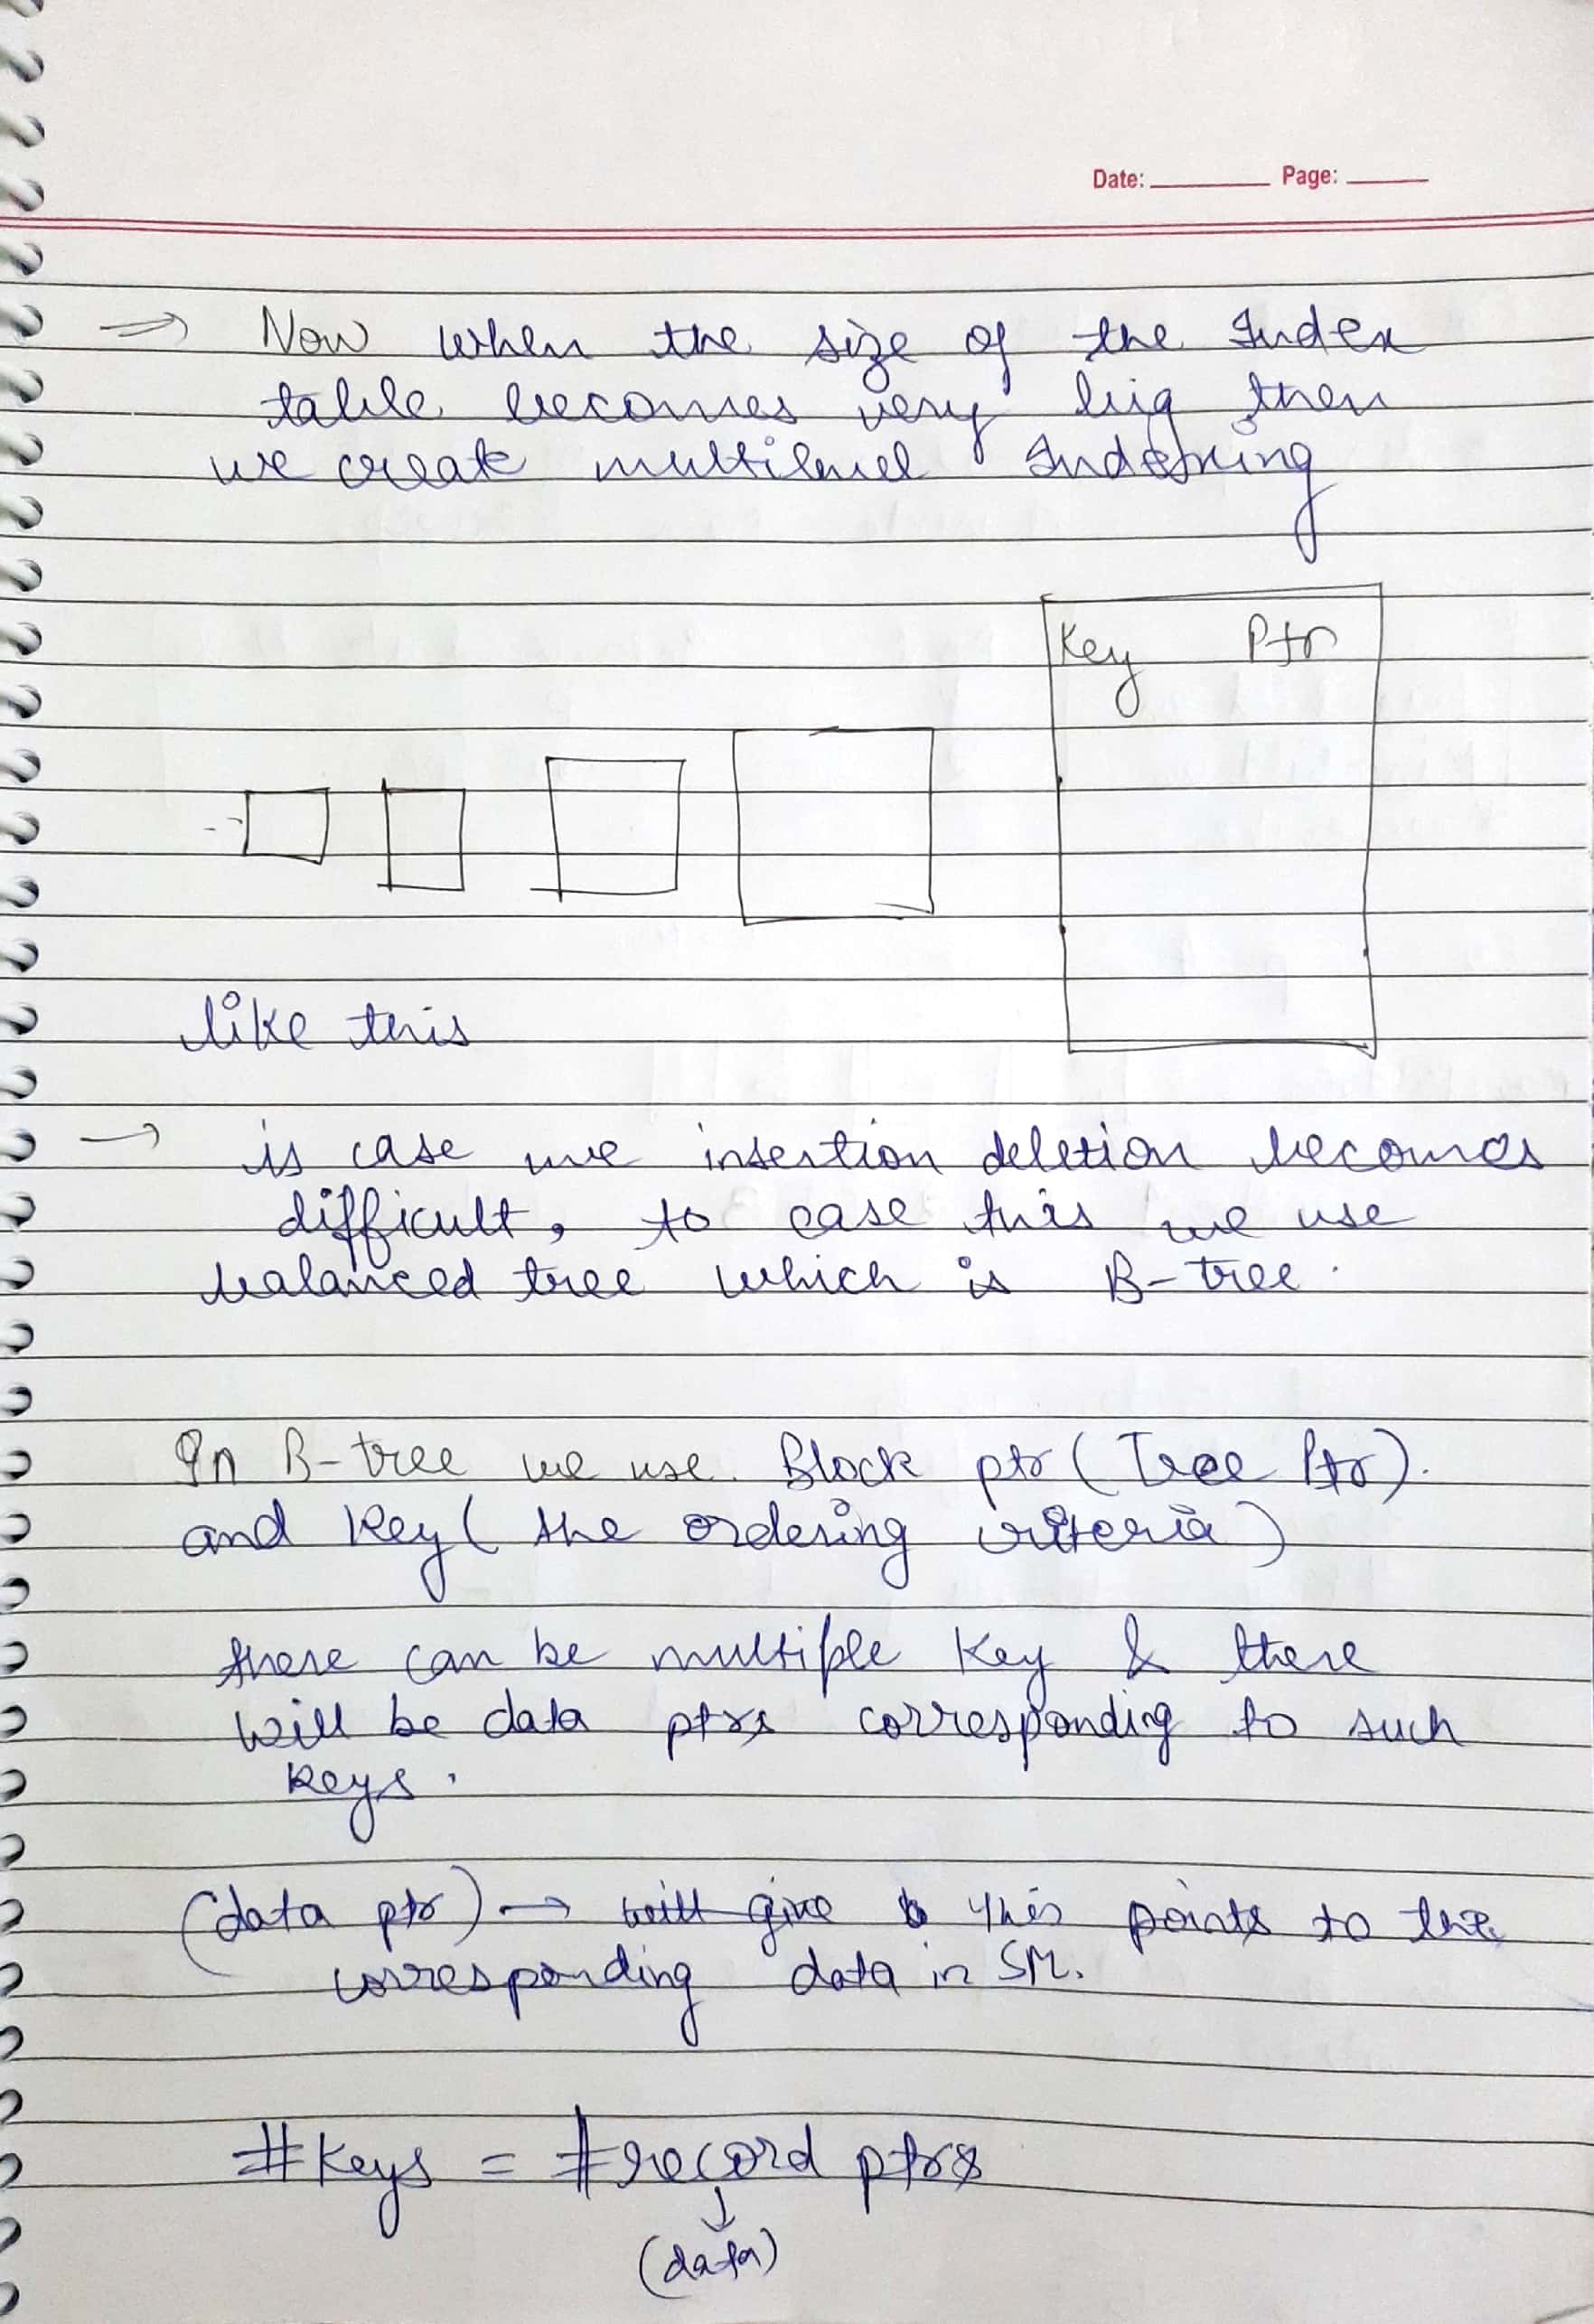 Date: Page:
⇒ Now when the size of the Index
table becomes very big then
we create multilevel Indexing
Key Ptr
like this
→ is case we insertion deletion becomes
difficult, to ease this we use
balanced tree which is B-tree.
In B-tree we use. Block ptr (Tree Ptr).
and Key (the ordering criteria)
there can be multiple Key & there
will be data ptrs corresponding to such
keys.
(data ptr) → will give this points to the
corresponding data in SM.
#Keys = #record ptrs
↓
(data)